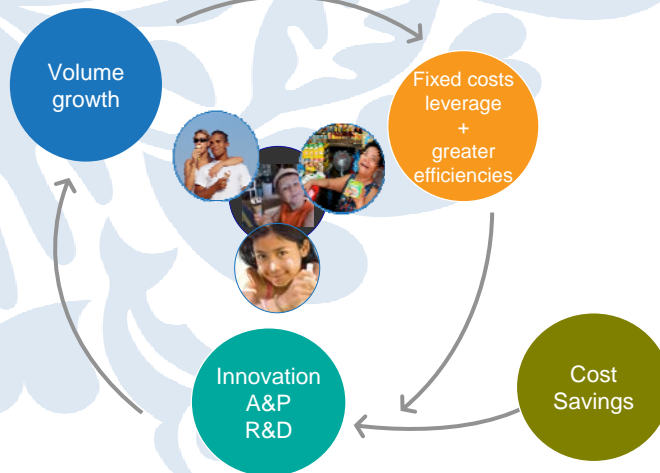 Volume
growth
Fixed costs
leverage
+
greater
efficiencies
Innovation
A&P
R&D
Cost
Savings